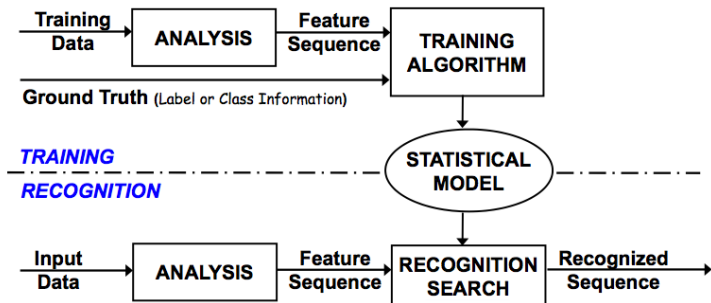 Training Data
ANALYSIS
Feature Sequence
TRAINING ALGORITHM
Ground Truth (Label or Class Information)
TRAINING
STATISTICAL MODEL
RECOGNITION
Input Data
ANALYSIS
Feature Sequence
RECOGNITION SEARCH
Recognized Sequence